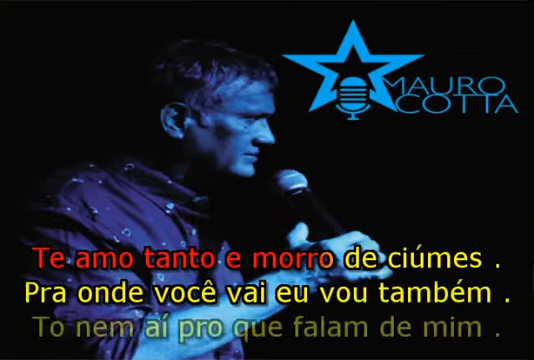 MAURO
COTTA
Te amo tanto e morro de ciúmes .
Pra onde você vai eu vou também .
To nem aí pro que falam de mim .